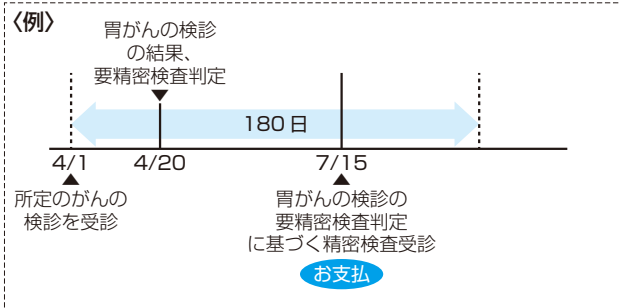 〈例〉
胃がんの検診
の結果、
要精密検査判定
180日
4/1
4/20
7/15
所定のがんの
検診を受診
胃がんの検診の
要精密検査判定
に基づく精密検査受診
お支払